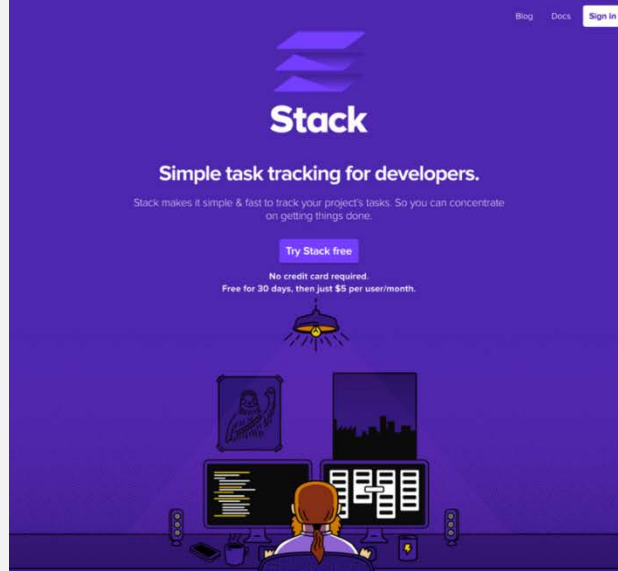 Blog Docs Sign in
Stack
Simple task tracking for developers.
Stack makes it simple & fast to track your project's tasks. So you can concentrate
on getting things done.
Try Stack free
No credit card required.
Free for 30 days, then just $5 per user/month.